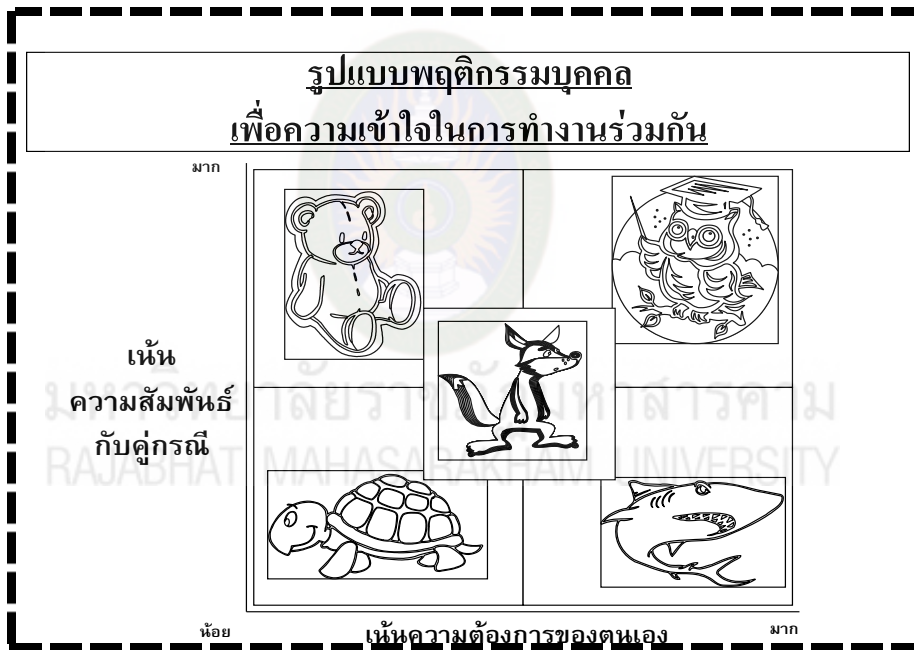 รูปแบบพฤติกรรมบุคคล
เพื่อความเข้าใจในการทำงานร่วมกัน
มาก
เน้น
ความสัมพันธ์
กับคู่กรณี
มหาวิทยาลัยราชภัฏมหาสารคาม
RAJABHAT MAHASARAKHAM UNIVERSITY
น้อย
เน้นความต้องการของตนเอง
มาก